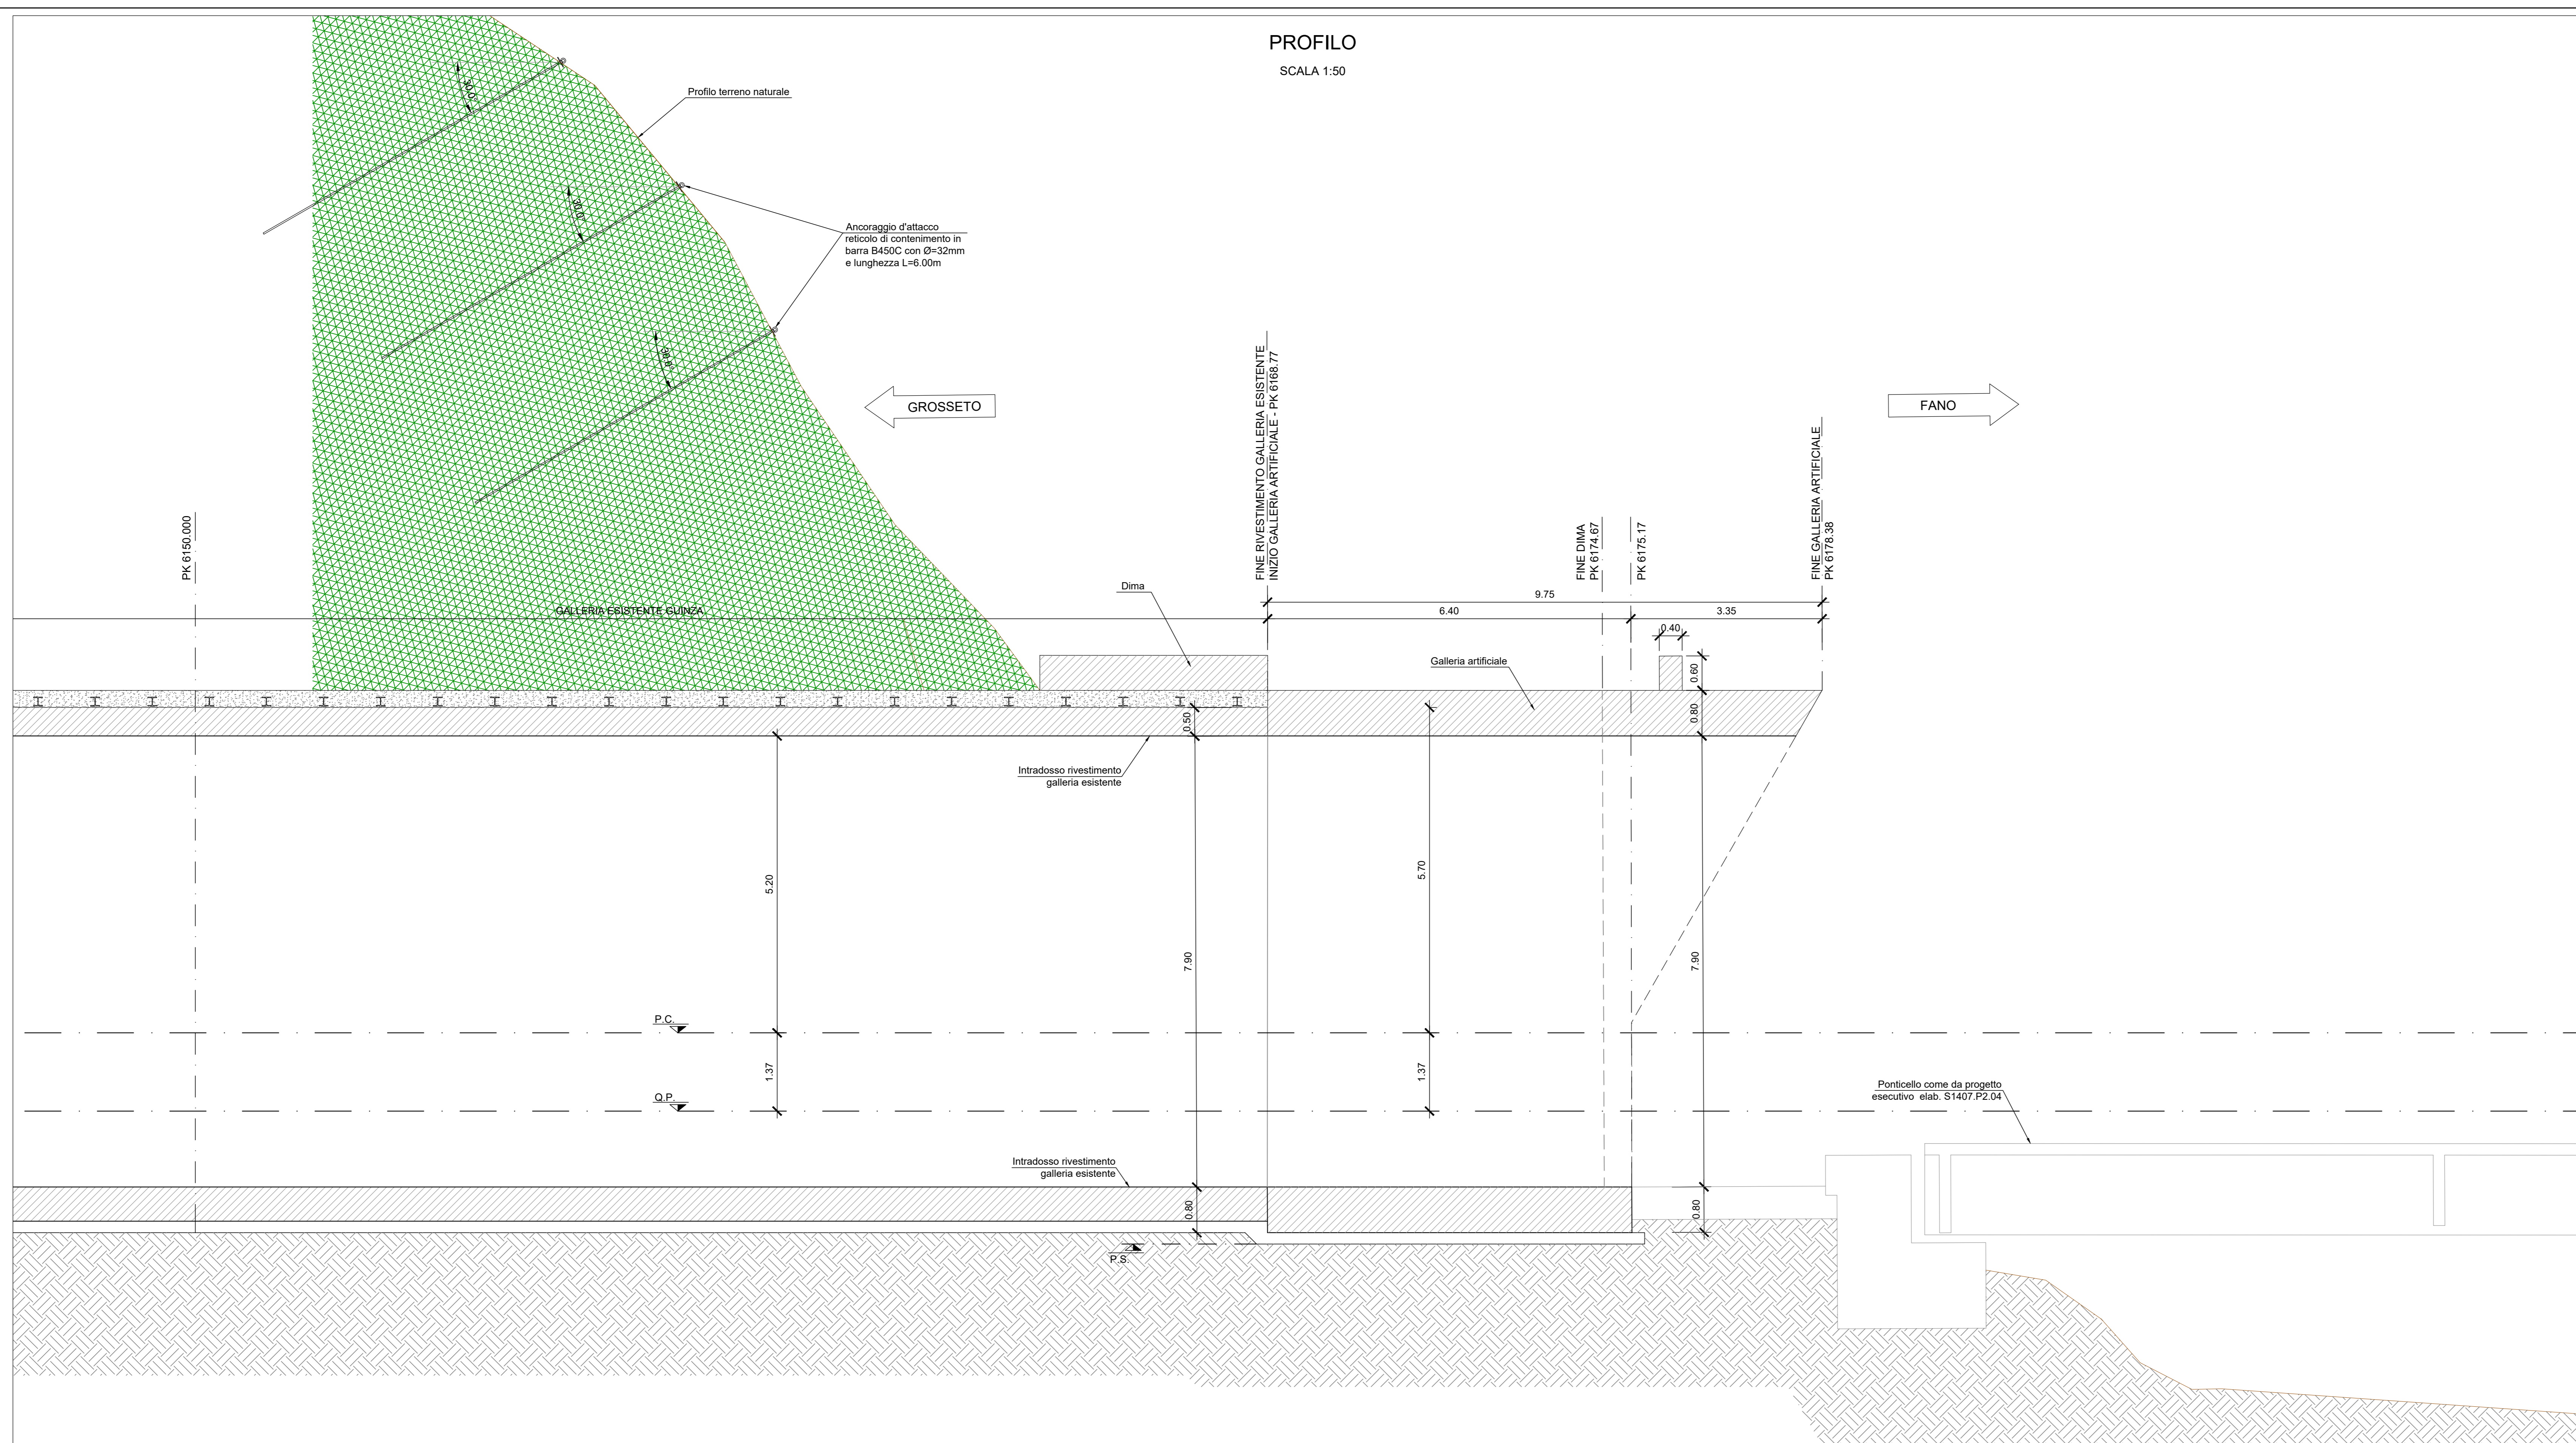 PROFILO
SCALA 1:50
30.0°
Profilo terreno naturale
30.0°
Ancoraggio d'attacco
reticolo di contenimento in
barra B450C con Ø=32mm
e lunghezza L=6.00m
30.0°
GROSSETO
FANO
PK 6150.000
FINE RIVESTIMENTO GALLERIA ESISTENTE
INIZIO GALLERIA ARTIFICIALE - PK 6168.77
FINE DIMA
PK 6174.67
PK 6175.17
FINE GALLERIA ARTIFICIALE
PK 6178.38
Dima
9.75
GALLERIA ESISTENTE GUINZA
6.40
3.35
0.40
Galleria artificiale
0.60
0.50
0.80
Intradosso rivestimento
galleria esistente
5.20
5.70
7.90
7.90
P.C.
1.37
1.37
Q.P.
Ponticello come da progetto
esecutivo elab. S1407.P2.04
Intradosso rivestimento
galleria esistente
0.80
0.80
P.S.